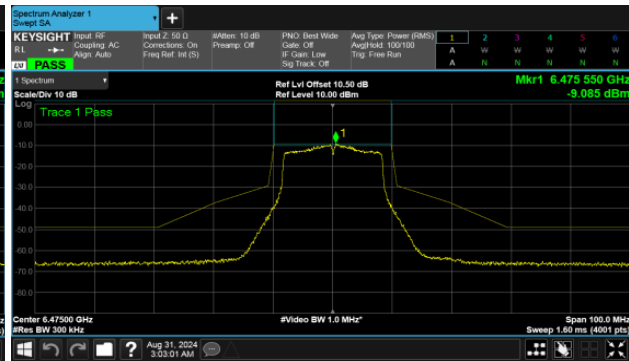 Spectrum Analyzer 1
Swept SA
KEYSIGHT
RL
LXI
PASS
Input: RF
Coupling: AC
Align: Auto
Input Z: 50 Ω
Corrections: On
Freq Ref: Int (S)
#Atten: 10 dB
Preamp: Off
PNO: Best Wide
Gate: Off
IF Gain: Low
Sig Track: Off
Avg Type: Power (RMS)
Avg|Hold: 100/100
Trig: Free Run
1 2 3 4 5 6
A W W W W W
A N N N N N
1 Spectrum
Scale/Div 10 dB
Ref Lvl Offset 10.50 dB
Ref Level 10.00 dBm
Mkr1 6.475 550 GHz
-9.085 dBm
Log
Trace 1 Pass
1
0.00
-10.0
-20.0
-30.0
-40.0
-50.0
-60.0
-70.0
-80.0
Center 6.47500 GHz
#Res BW 300 kHz
#Video BW 1.0 MHz*
Span 100.0 MHz
Sweep 1.60 ms (4001 pts)
?
Aug 31, 2024
3:03:01 AM